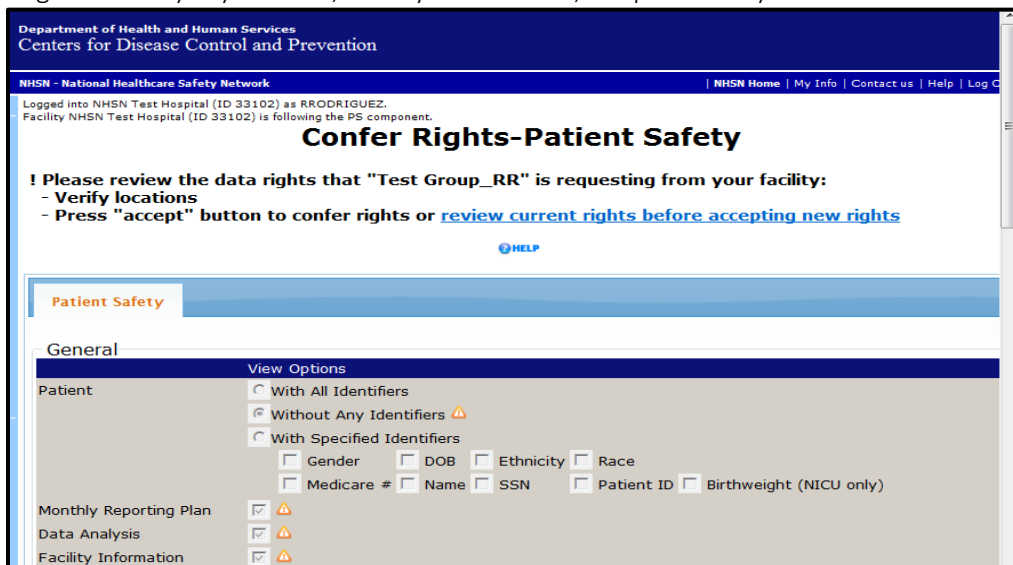 Department of Health and Human Services
Centers for Disease Control and Prevention
NHSN - National Healthcare Safety Network | NHSN Home | My Info | Contact us | Help | Log
Logged into NHSN Test Hospital (ID 33102) as RRODRIGUEZ.
Facility NHSN Test Hospital (ID 33102) is following the PS component.
Confer Rights-Patient Safety
! Please review the data rights that "Test Group_RR" is requesting from your facility:
- Verify locations
- Press "accept" button to confer rights or review current rights before accepting new rights
HELP
Patient Safety
General
View Options
Patient With All Identifiers
Without Any Identifiers
With Specified Identifiers
Gender DOB Ethnicity Race
Medicare # Name SSN Patient ID Birthweight (NICU only)
Monthly Reporting Plan
Data Analysis
Facility Information